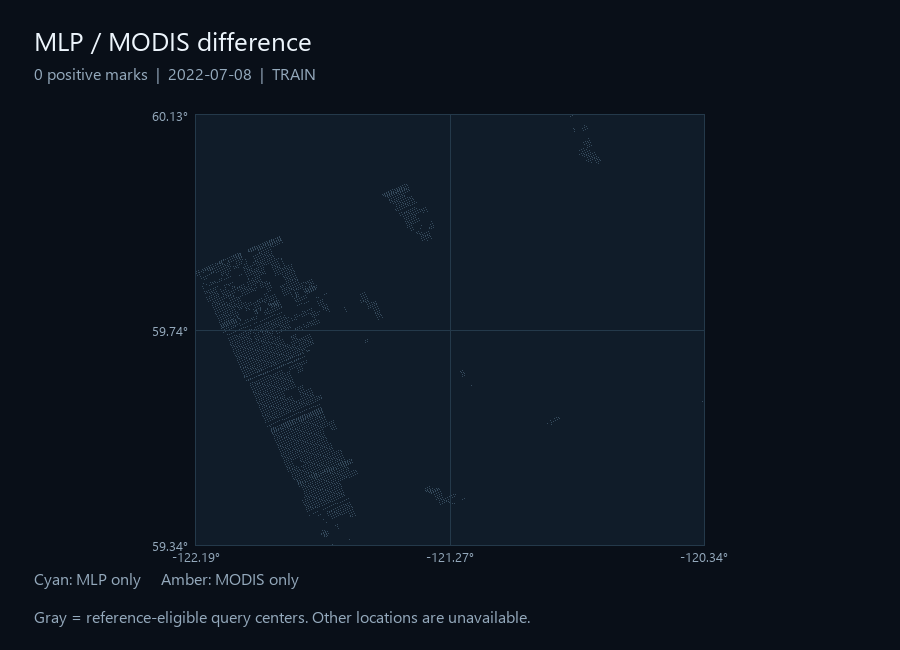 MLP / MODIS difference
0 positive marks | 2022-07-08 | TRAIN
60.13°
59.74°
59.34°
-122.19° -121.27° -120.34°
Cyan: MLP only Amber: MODIS only
Gray = reference-eligible query centers. Other locations are unavailable.